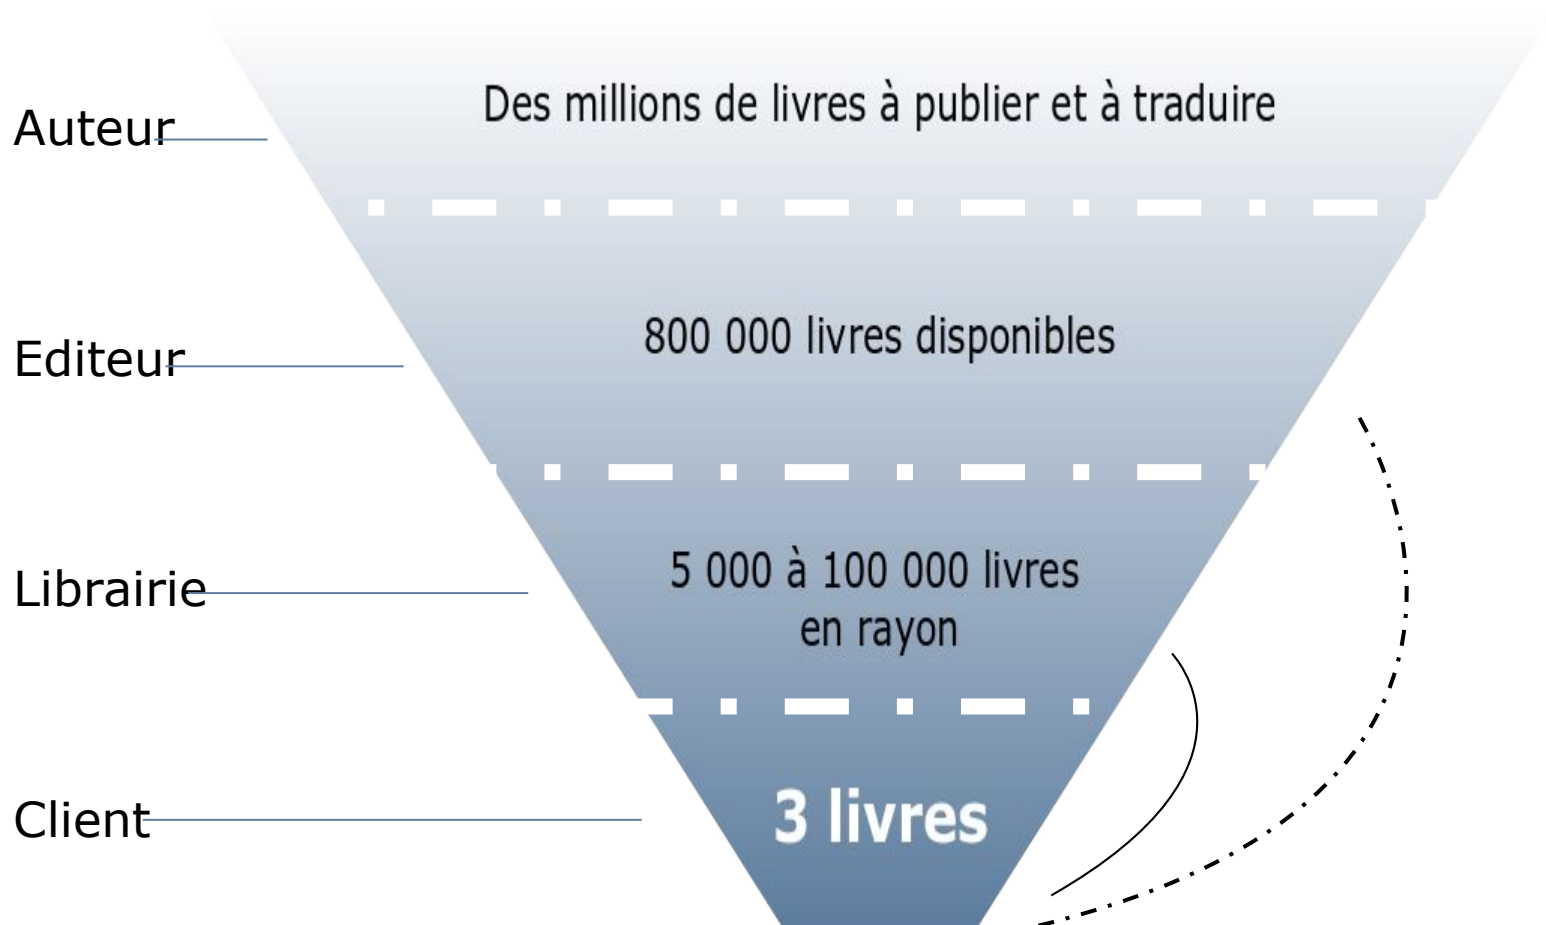 Des millions de livres à publier et à traduire
Auteur
800 000 livres disponibles
Editeur
5 000 à 100 000 livres
en rayon
Librairie
3 livres
Client